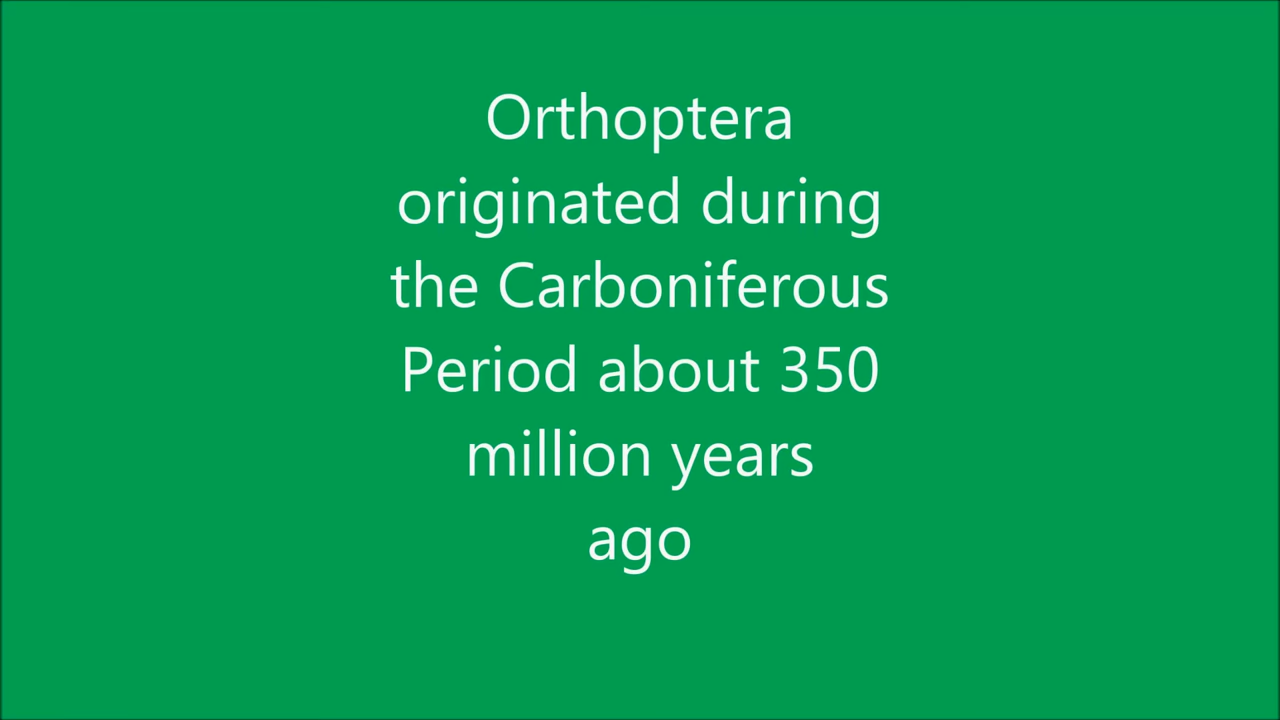 Orthoptera
originated during
the Carboniferous
Period about 350
million years
ago